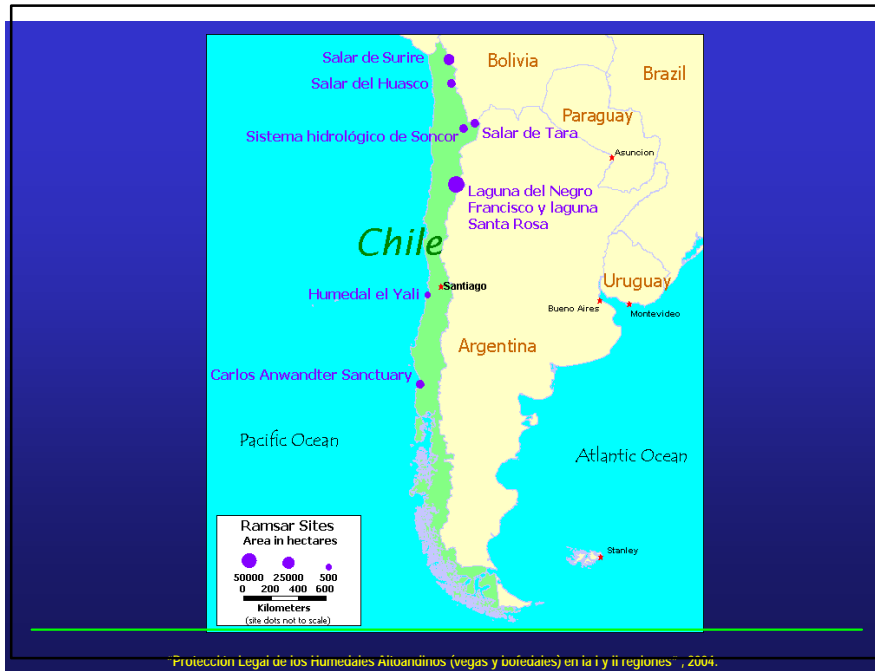 Salar de Surire
Bolivia
Brazil
Salar del Huasco
Paraguay
Sistema hidrológico de Soncor
Salar de Tara
Asuncion
Laguna del Negro
Francisco y laguna
Santa Rosa
Chile
Uruguay
Santiago
Humedal el Yali
Bueno Aires
Montevideo
Argentina
Carlos Anwandter Sanctuary
Pacific Ocean
Atlantic Ocean
Ramsar Sites
Area in hectares
50000 25000 500
0 200 400 600
Kilometers
(site dots not to scale)
Stanley
"Protección Legal de los Humedales Altoandinos (vegas y bofedales) en la I y II regiones" , 2004.